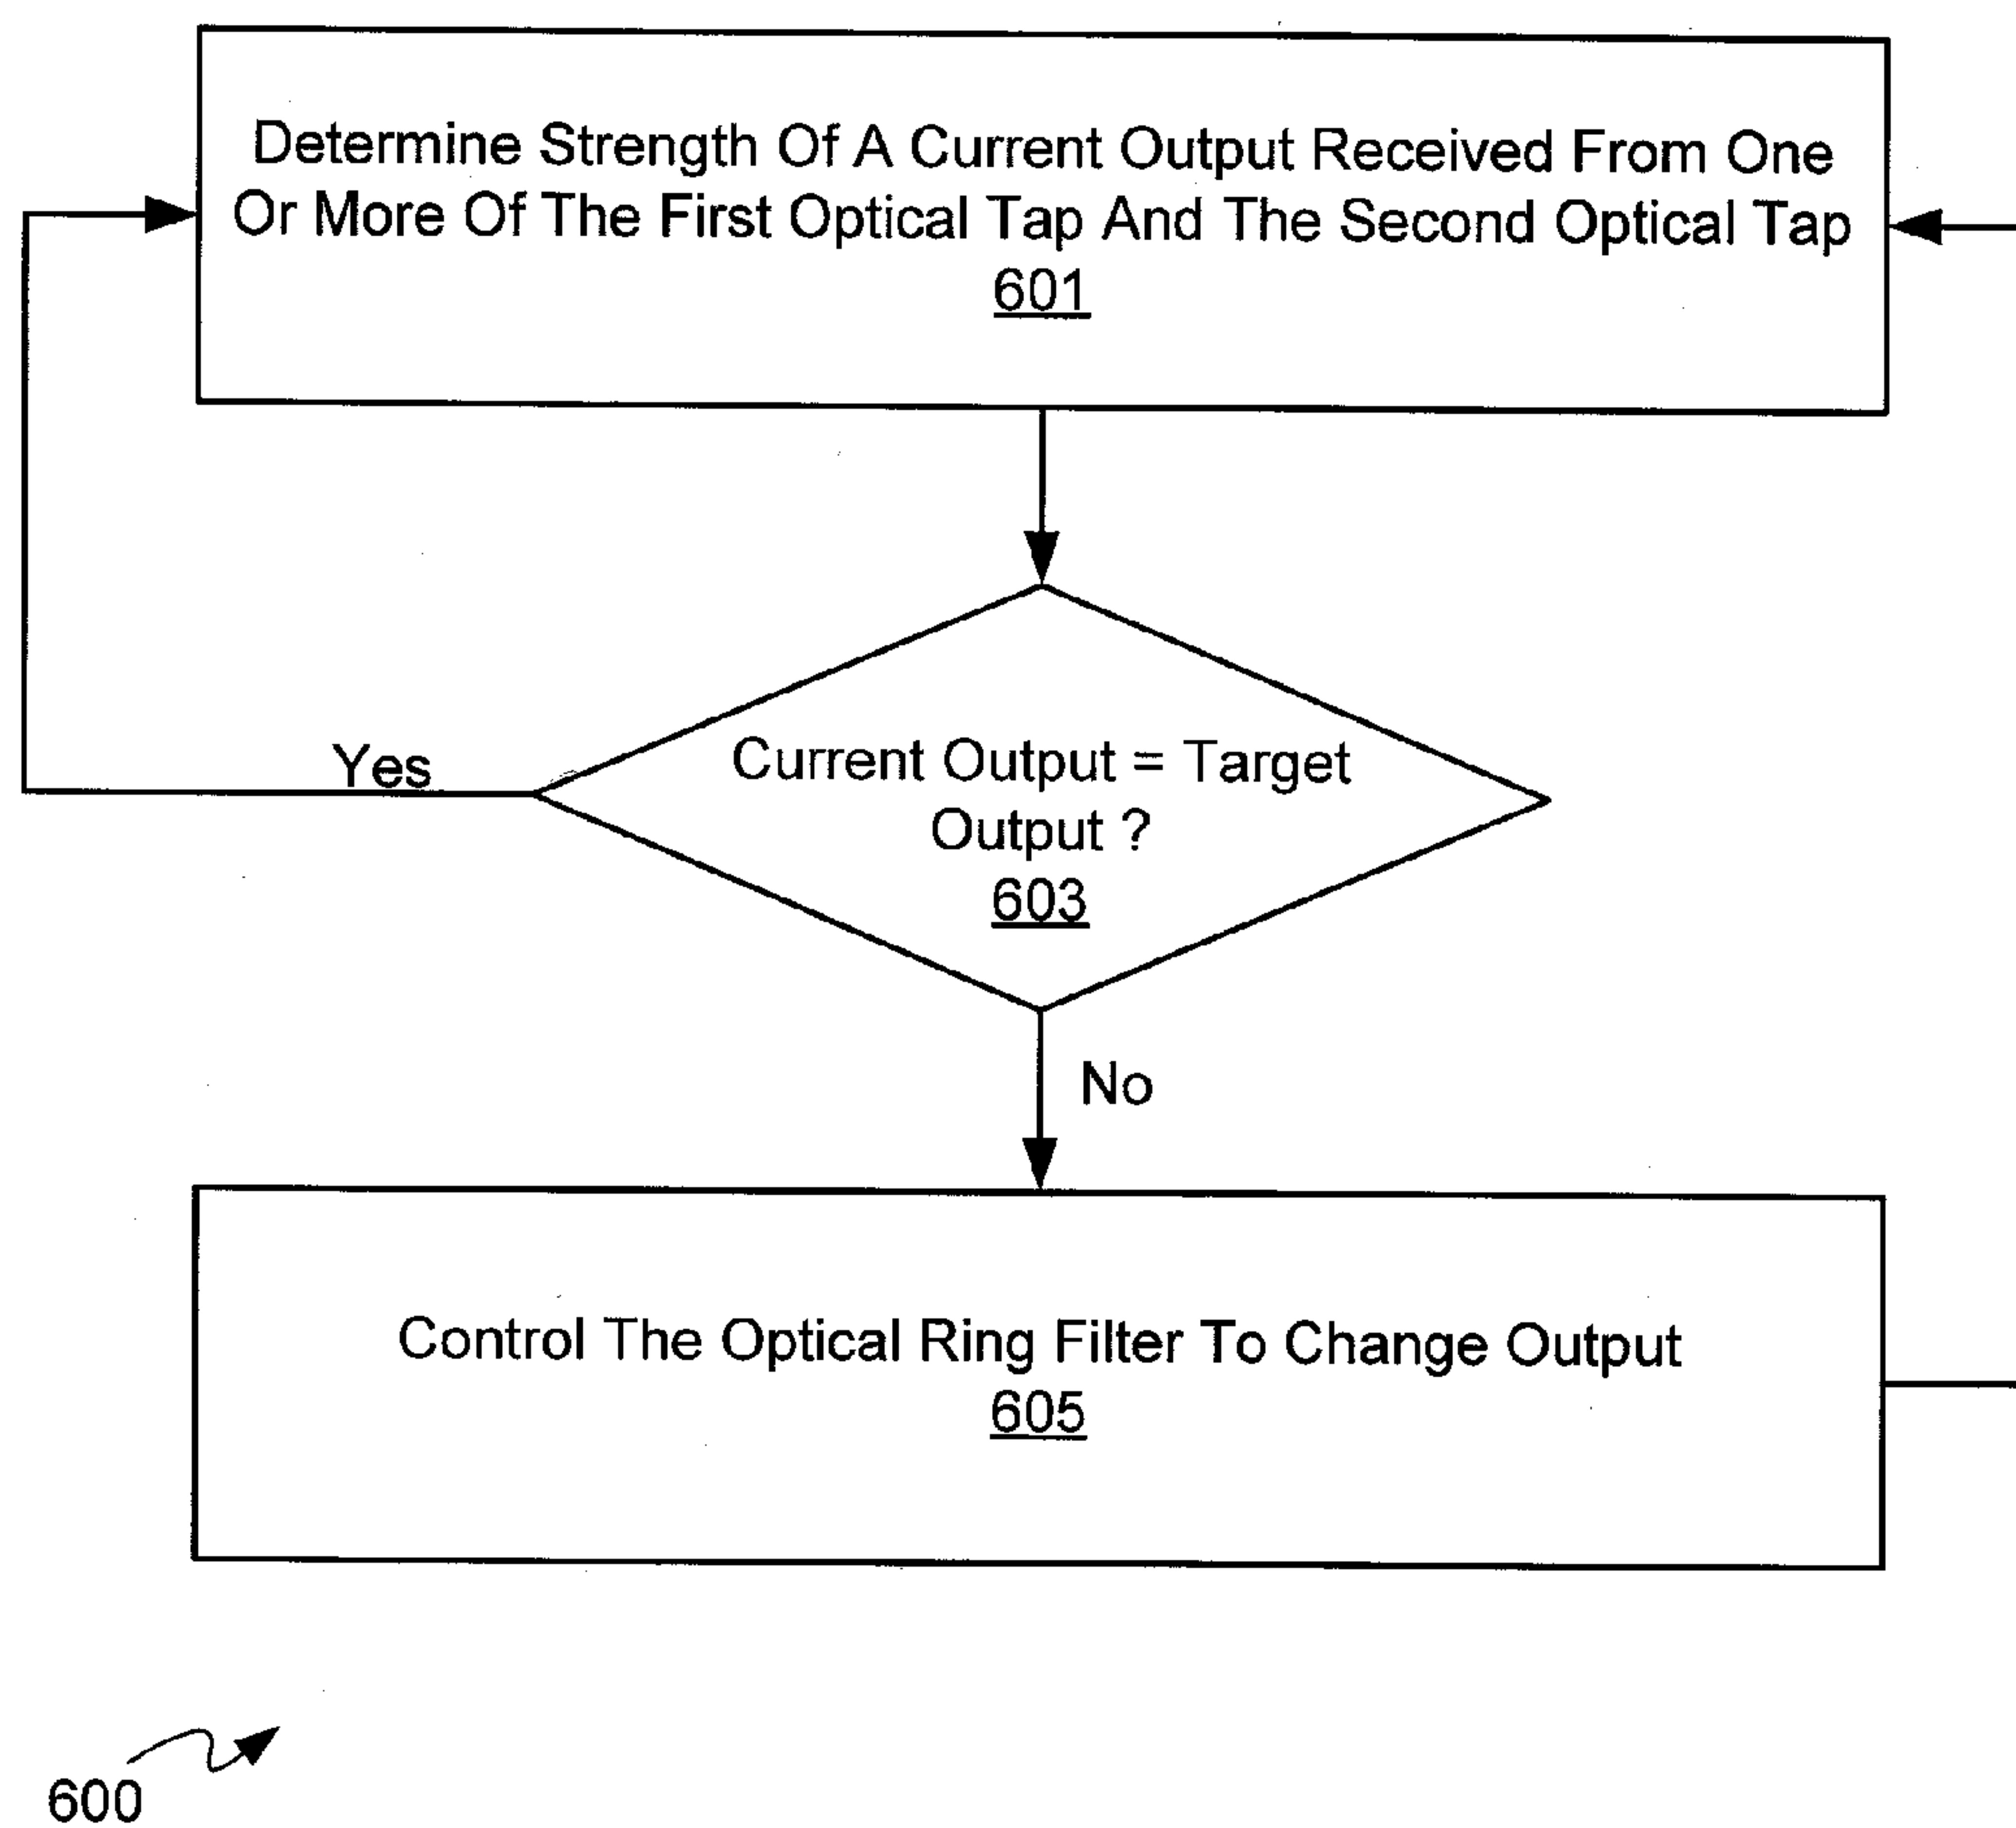 Determine Strength Of A Current Output Received From One
Or More Of The First Optical Tap And The Second Optical Tap
601
Yes
Current Output = Target
Output ?
603
No
Control The Optical Ring Filter To Change Output
605
600